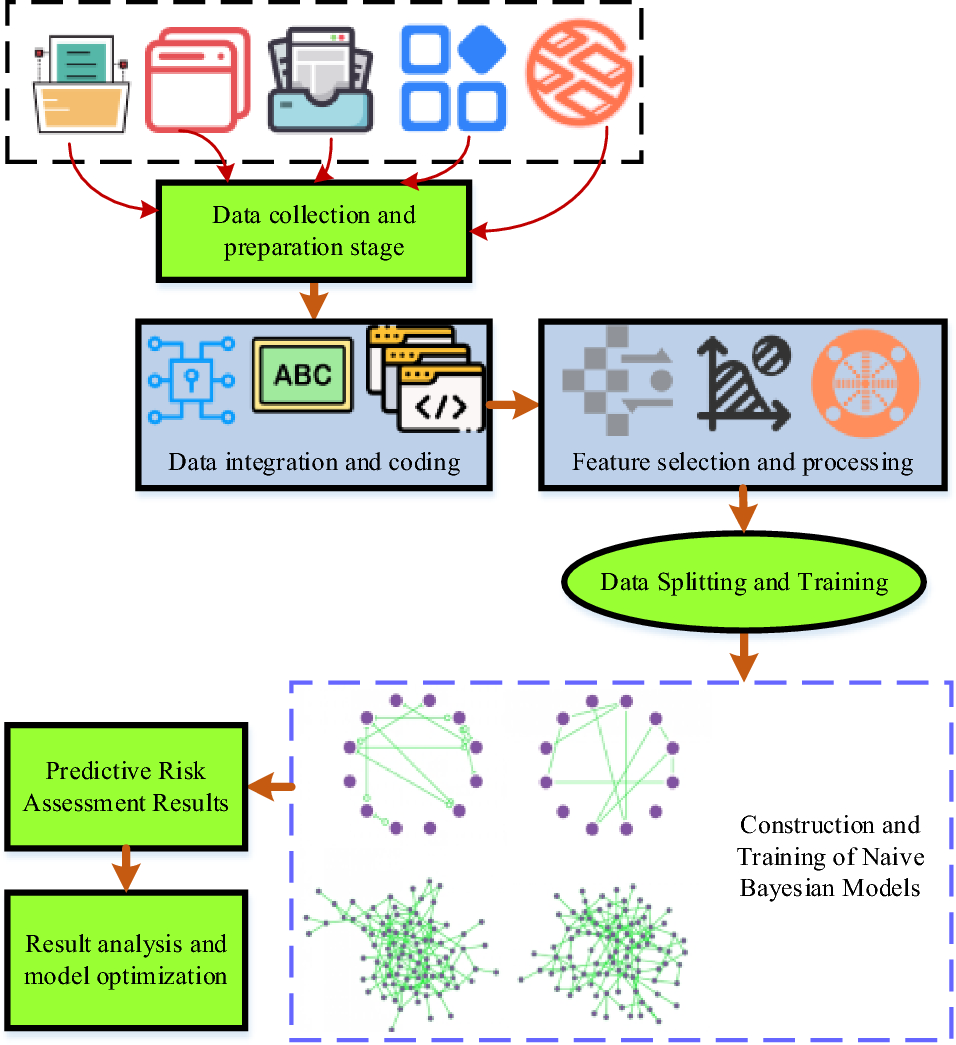 Data collection and
preparation stage
ABC
</>
Data integration and coding
Feature selection and processing
Data Splitting and Training
Predictive Risk
Assessment Results
Construction and
Training of Naive
Bayesian Models
Result analysis and
model optimization